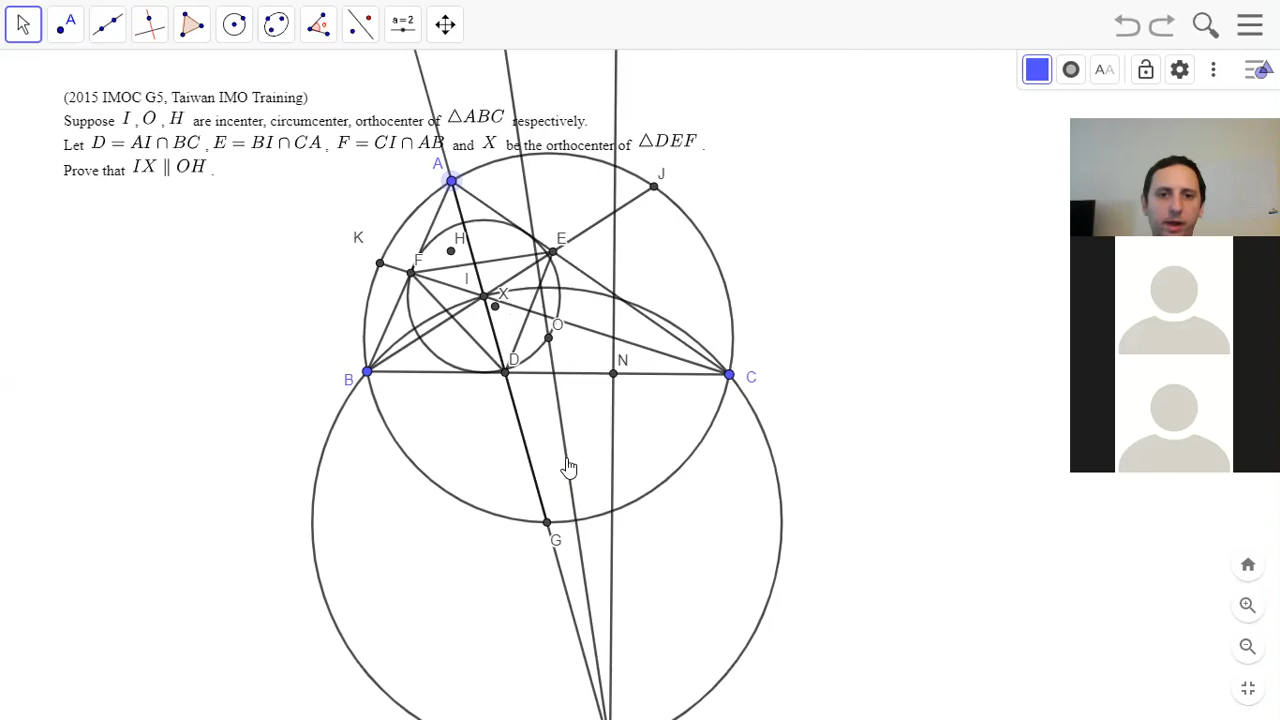 A
a=2
AA
(2015 IMOC G5, Taiwan IMO Training)
Suppose I , O , H are incenter, circumcenter, orthocenter of △ABC respectively.
Let D = AI ∩ BC , E = BI ∩ CA , F = CI ∩ AB and X be the orthocenter of △DEF .
Prove that IX ∥ OH .
A
J
K
H
E
F
I
X
O
D
N
B
C
G